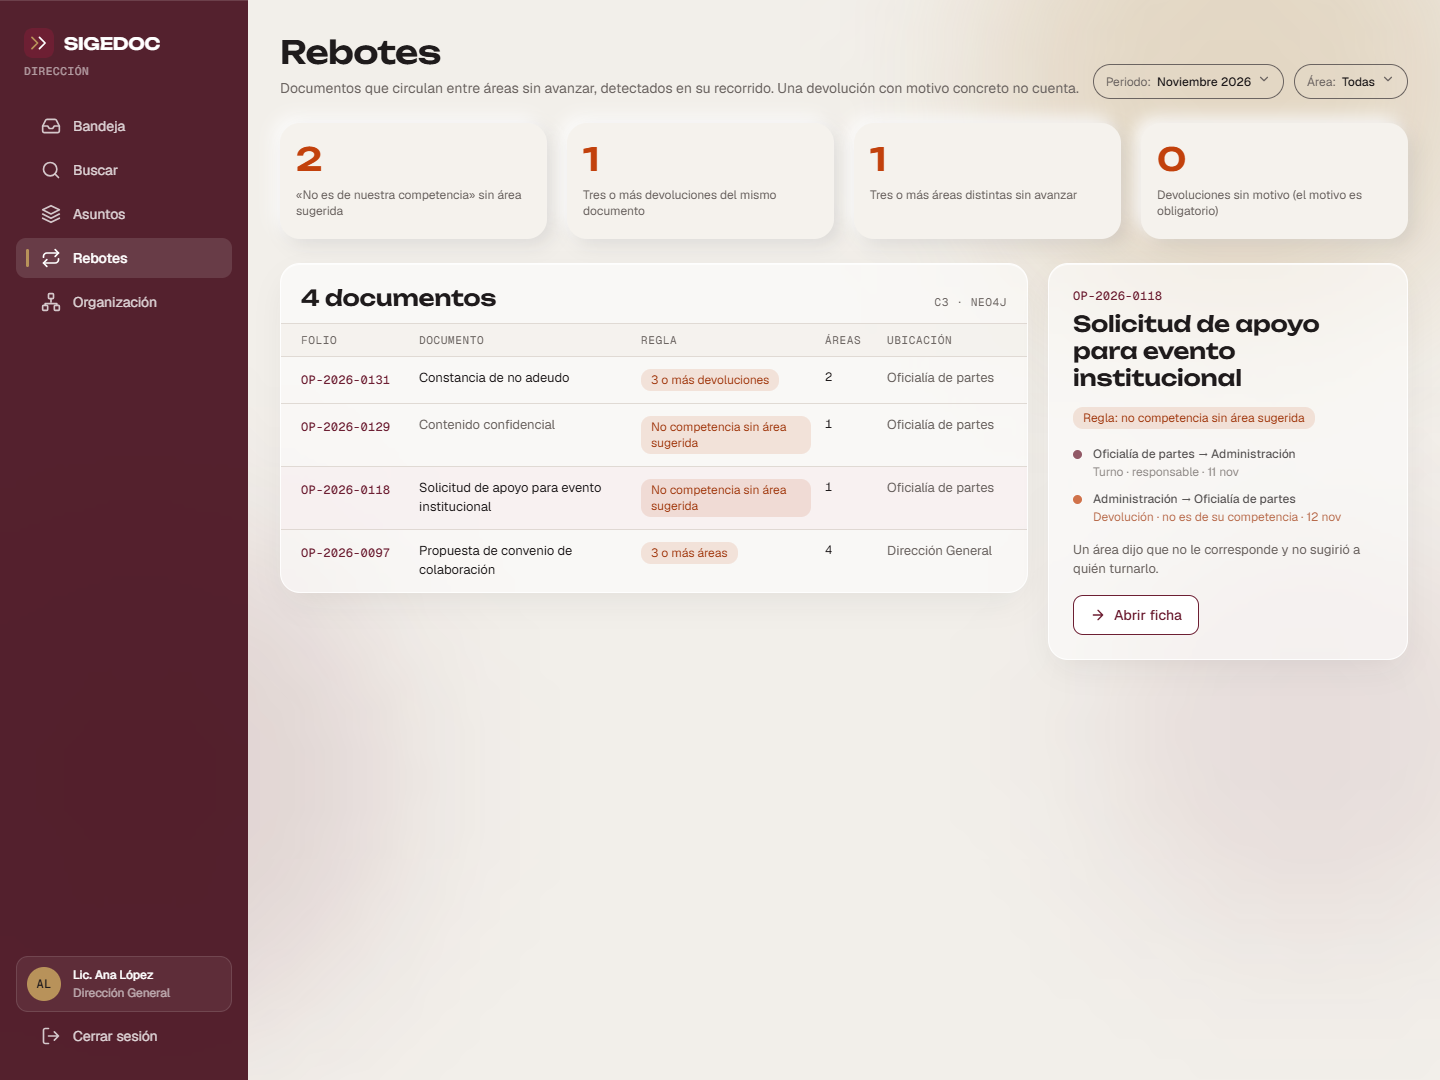 SIGEDOC
DIRECCIÓN
Bandeja
Buscar
Asuntos
Rebotes
Organización
Lic. Ana López
AL
Dirección General
Cerrar sesión
Rebotes
Documentos que circulan entre áreas sin avanzar, detectados en su recorrido. Una devolución con motivo concreto no cuenta.
Periodo: Noviembre 2026
Área: Todas
2
«No es de nuestra competencia» sin área
sugerida
1
Tres o más devoluciones del mismo
documento
1
Tres o más áreas distintas sin avanzar
0
Devoluciones sin motivo (el motivo es
obligatorio)
4 documentos
C3 · NEO4J
FOLIO DOCUMENTO REGLA ÁREAS UBICACIÓN
OP-2026-0131 Constancia de no adeudo 3 o más devoluciones 2 Oficialía de partes
OP-2026-0129 Contenido confidencial No competencia sin área 1 Oficialía de partes
sugerida
OP-2026-0118 Solicitud de apoyo para evento No competencia sin área 1 Oficialía de partes
institucional sugerida
OP-2026-0097 Propuesta de convenio de 3 o más áreas 4 Dirección General
colaboración
OP-2026-0118
Solicitud de apoyo
para evento
institucional
Regla: no competencia sin área sugerida
Oficialía de partes → Administración
Turno · responsable · 11 nov
Administración → Oficialía de partes
Devolución · no es de su competencia · 12 nov
Un área dijo que no le corresponde y no sugirió a
quién turnarlo.
→ Abrir ficha